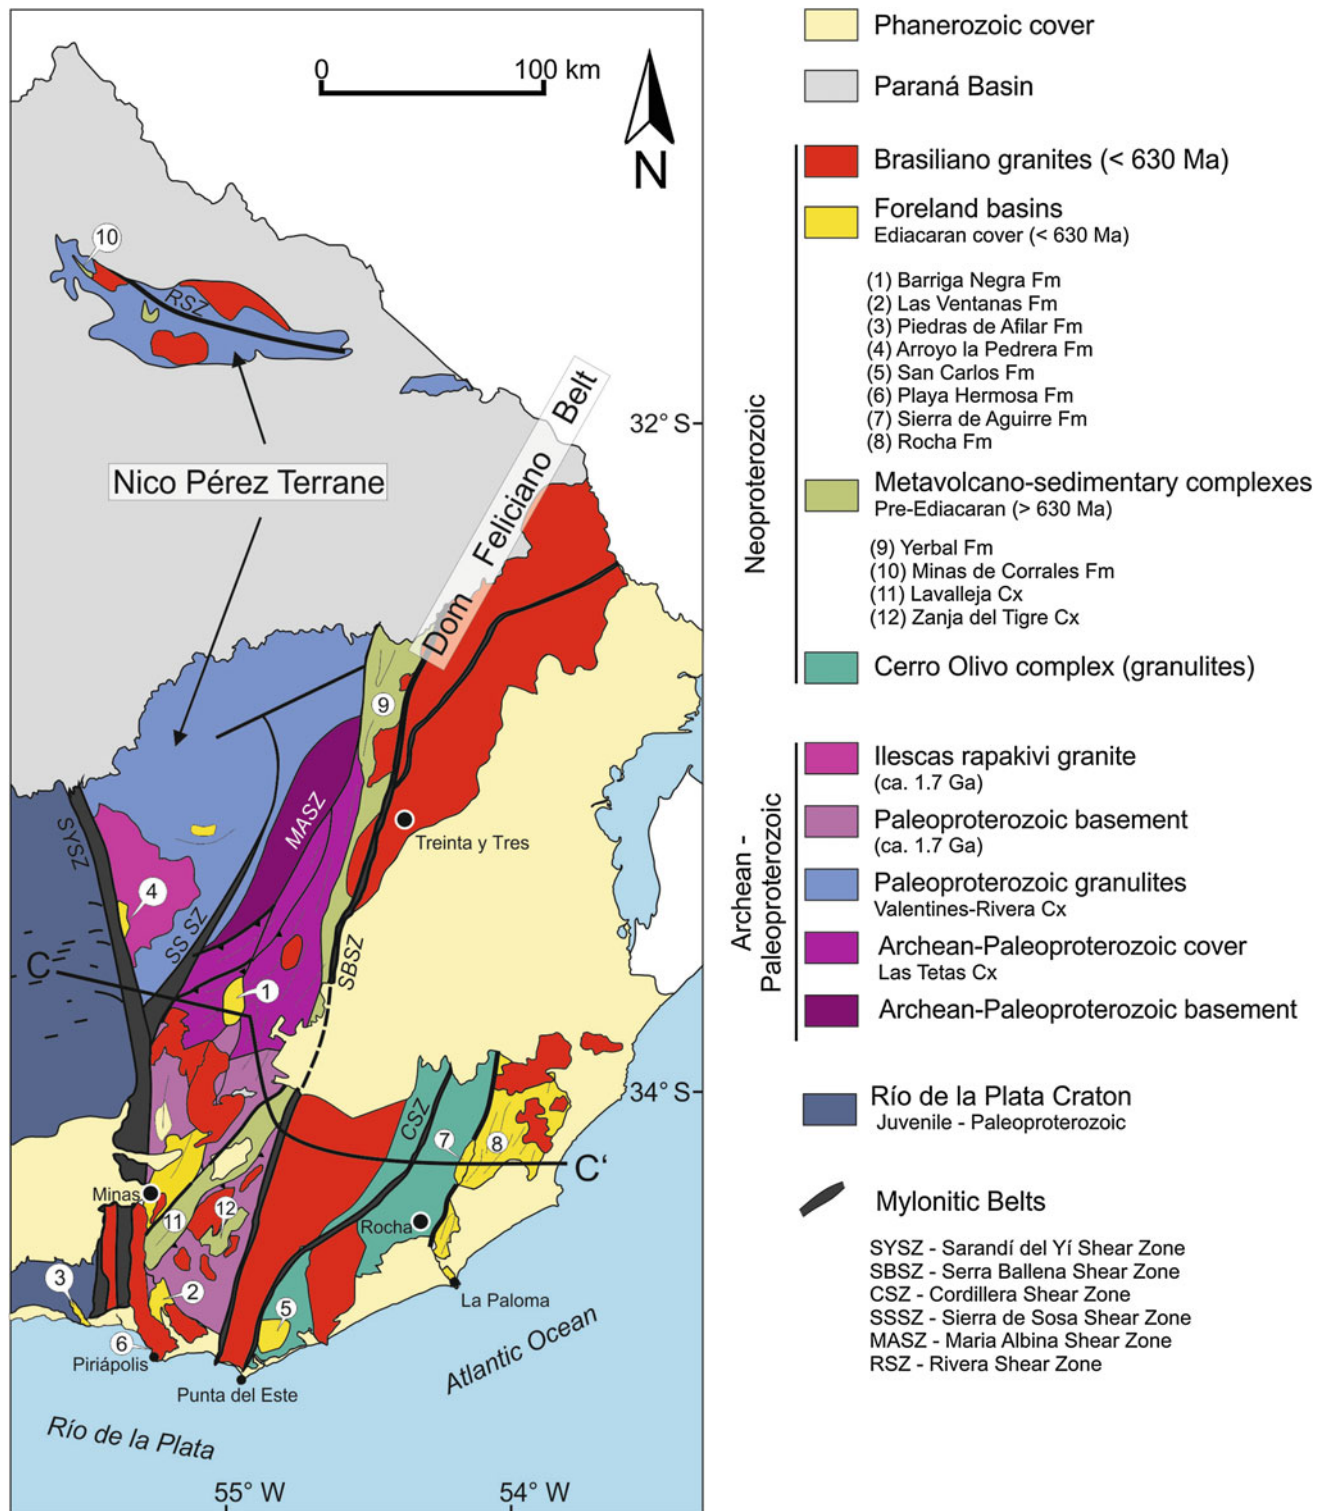 0
100 km
N
10
RSZ
Nico Pérez Terrane
Dom Feliciano Belt
32° S
9
MASZ
SYSZ
Treinta y Tres
4
SS SZ
SBSZ
C
1
34° S
CSZ
7
8
C'
Minas
11
12
Rocha
3
2
La Paloma
5
6
Piriápolis
Punta del Este
Atlantic Ocean
Río de la Plata
55° W
54° W
Phanerozoic cover
Paraná Basin
Neoproterozoic
Brasiliano granites (< 630 Ma)
Foreland basins
Ediacaran cover (< 630 Ma)
(1) Barriga Negra Fm
(2) Las Ventanas Fm
(3) Piedras de Afilar Fm
(4) Arroyo la Pedrera Fm
(5) San Carlos Fm
(6) Playa Hermosa Fm
(7) Sierra de Aguirre Fm
(8) Rocha Fm
Metavolcano-sedimentary complexes
Pre-Ediacaran (> 630 Ma)
(9) Yerbal Fm
(10) Minas de Corrales Fm
(11) Lavalleja Cx
(12) Zanja del Tigre Cx
Cerro Olivo complex (granulites)
Archean -
Paleoproterozoic
Ilescas rapakivi granite
(ca. 1.7 Ga)
Paleoproterozoic basement
(ca. 1.7 Ga)
Paleoproterozoic granulites
Valentines-Rivera Cx
Archean-Paleoproterozoic cover
Las Tetas Cx
Archean-Paleoproterozoic basement
Río de la Plata Craton
Juvenile - Paleoproterozoic
Mylonitic Belts
SYSZ - Sarandí del Yí Shear Zone
SBSZ - Serra Ballena Shear Zone
CSZ - Cordillera Shear Zone
SSSZ - Sierra de Sosa Shear Zone
MASZ - Maria Albina Shear Zone
RSZ - Rivera Shear Zone